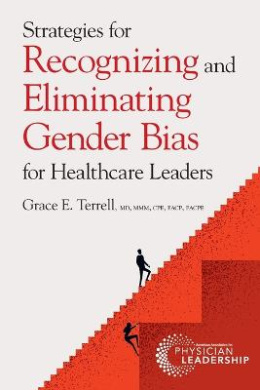 Strategies for
Recognizing and
Eliminating
Gender Bias
for Healthcare Leaders
Grace E. Terrell, MD, MMM, CPE, FACP, FACPE
American Association for
PHYSICIAN
LEADERSHIP